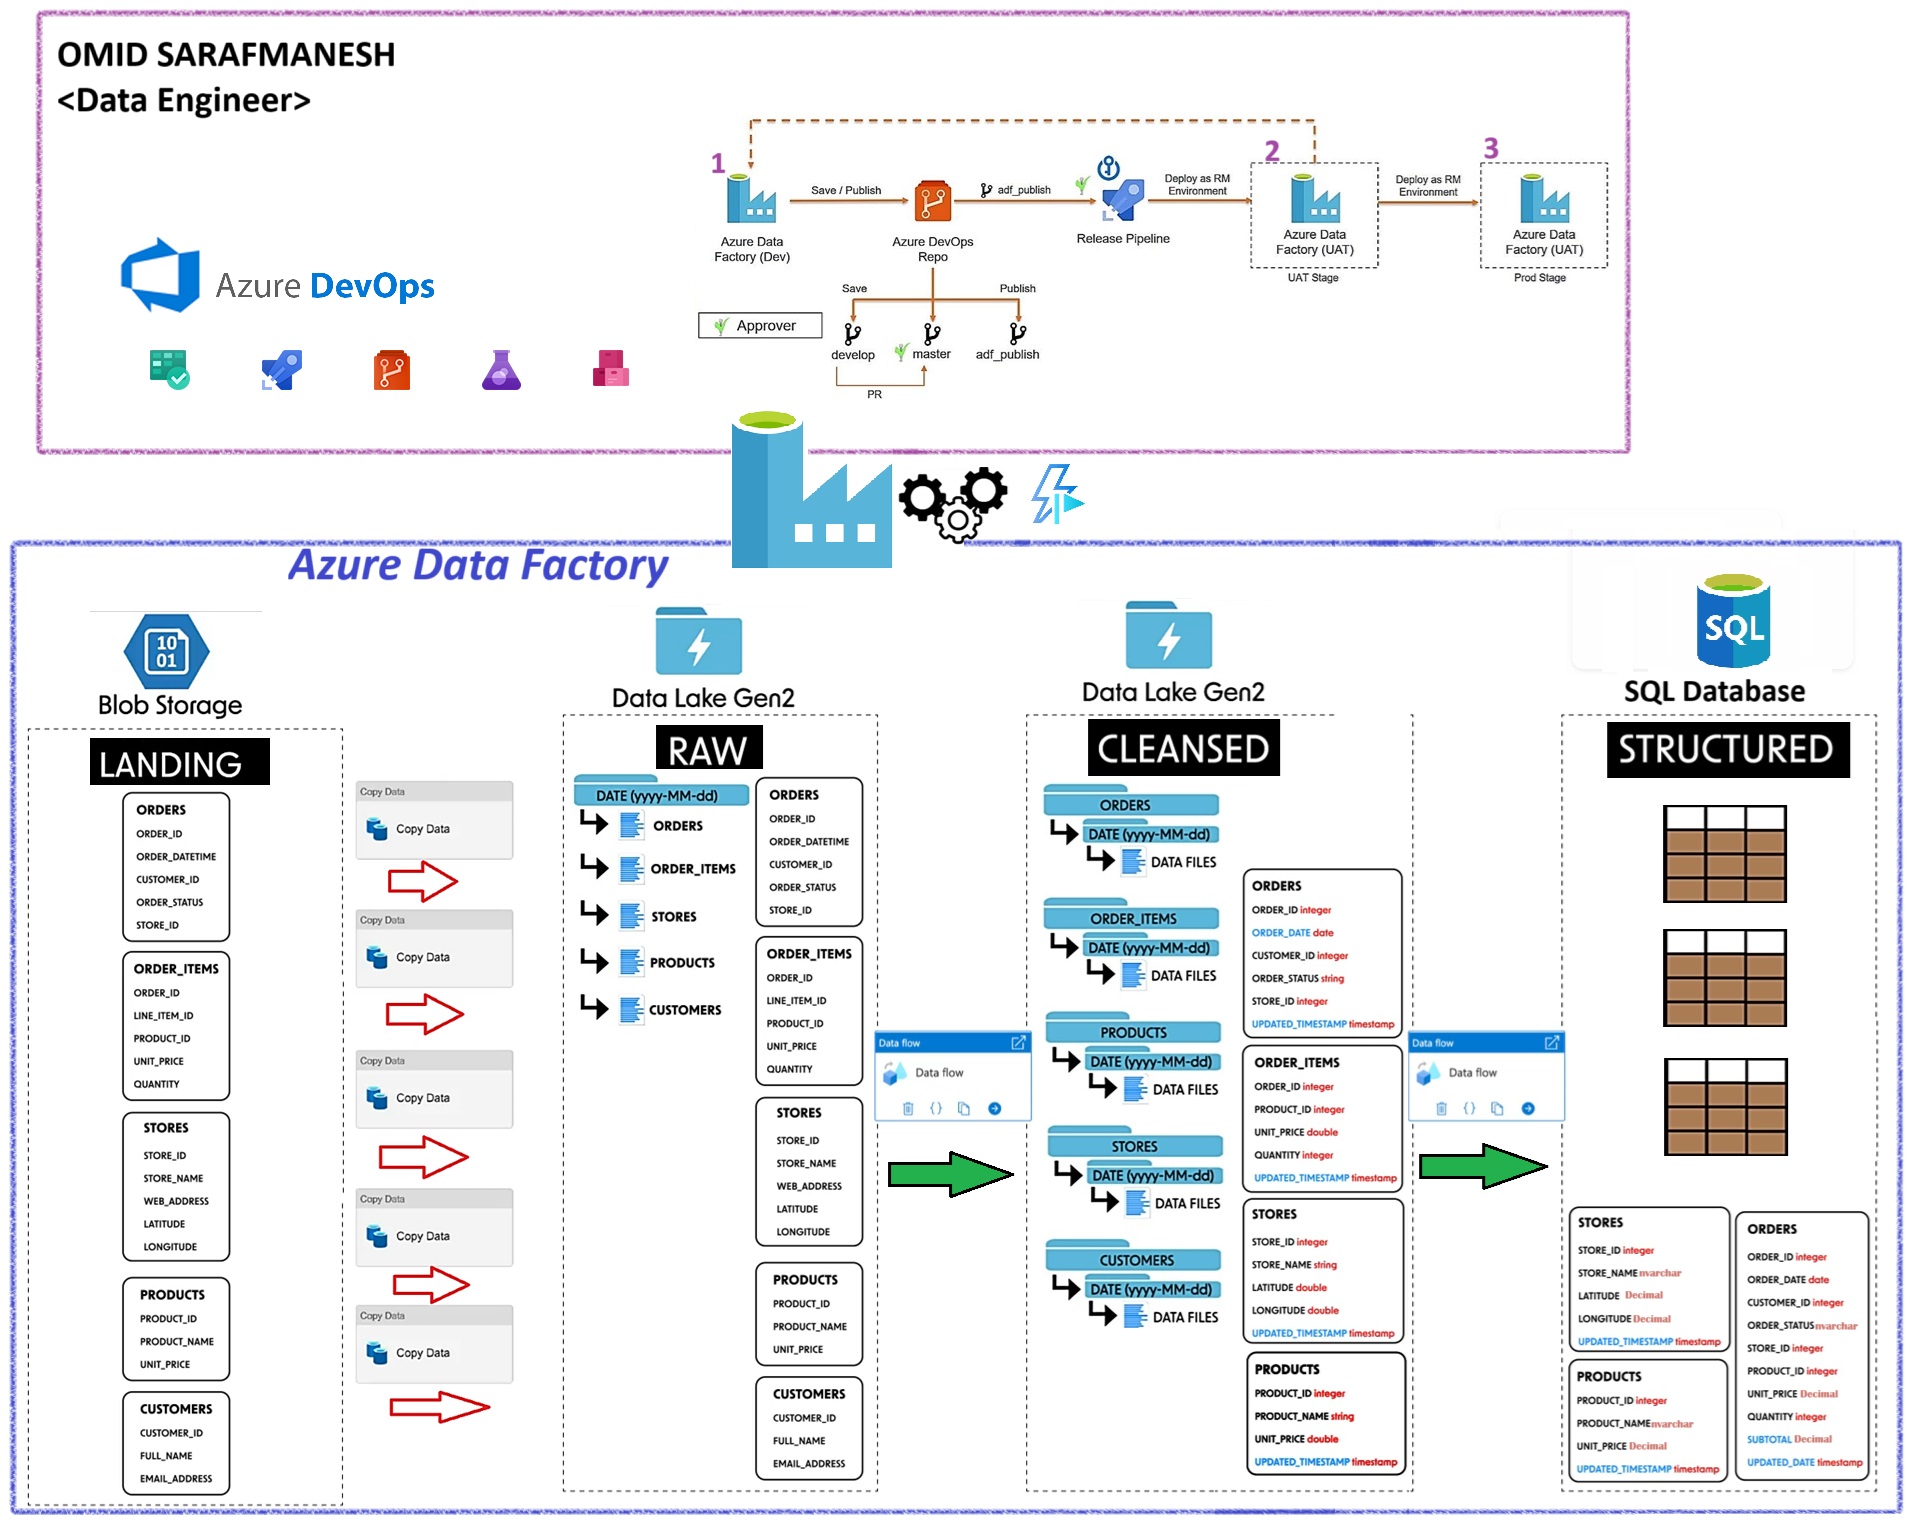 OMID SARAFMANESH
<Data Engineer>
Azure DevOps
1
2
3
Save / Publish
adf_publish
Deploy as RM
Environment
Deploy as RM
Environment
Azure Data
Factory (Dev)
Azure DevOps
Repo
Release Pipeline
Azure Data
Factory (UAT)
UAT Stage
Azure Data
Factory (UAT)
Prod Stage
Save
Publish
Approver
develop
master
adf_publish
PR
Azure Data Factory
10
01
Blob Storage
LANDING
ORDERS
ORDER_ID
ORDER_DATETIME
CUSTOMER_ID
ORDER_STATUS
STORE_ID
ORDER_ITEMS
ORDER_ID
LINE_ITEM_ID
PRODUCT_ID
UNIT_PRICE
QUANTITY
STORES
STORE_ID
STORE_NAME
WEB_ADDRESS
LATITUDE
LONGITUDE
PRODUCTS
PRODUCT_ID
PRODUCT_NAME
UNIT_PRICE
CUSTOMERS
CUSTOMER_ID
FULL_NAME
EMAIL_ADDRESS
Copy Data
Copy Data
Copy Data
Copy Data
Copy Data
Copy Data
Copy Data
Copy Data
Copy Data
Copy Data
Data Lake Gen2
RAW
DATE (yyyy-MM-dd)
ORDERS
ORDER_ITEMS
STORES
PRODUCTS
CUSTOMERS
ORDERS
ORDER_ID
ORDER_DATETIME
CUSTOMER_ID
ORDER_STATUS
STORE_ID
ORDER_ITEMS
ORDER_ID
LINE_ITEM_ID
PRODUCT_ID
UNIT_PRICE
QUANTITY
STORES
STORE_ID
STORE_NAME
WEB_ADDRESS
LATITUDE
LONGITUDE
PRODUCTS
PRODUCT_ID
PRODUCT_NAME
UNIT_PRICE
CUSTOMERS
CUSTOMER_ID
FULL_NAME
EMAIL_ADDRESS
Data flow
Data flow
Data Lake Gen2
CLEANSED
ORDERS
DATE (yyyy-MM-dd)
DATA FILES
ORDER_ITEMS
DATE (yyyy-MM-dd)
DATA FILES
PRODUCTS
DATE (yyyy-MM-dd)
DATA FILES
STORES
DATE (yyyy-MM-dd)
DATA FILES
CUSTOMERS
DATE (yyyy-MM-dd)
DATA FILES
ORDERS
ORDER_ID integer
ORDER_DATE date
CUSTOMER_ID integer
ORDER_STATUS string
STORE_ID integer
UPDATED_TIMESTAMP timestamp
ORDER_ITEMS
ORDER_ID integer
PRODUCT_ID integer
UNIT_PRICE double
QUANTITY integer
UPDATED_TIMESTAMP timestamp
STORES
STORE_ID integer
STORE_NAME string
LATITUDE double
LONGITUDE double
UPDATED_TIMESTAMP timestamp
PRODUCTS
PRODUCT_ID integer
PRODUCT_NAME string
UNIT_PRICE double
UPDATED_TIMESTAMP timestamp
Data flow
Data flow
SQL
SQL Database
STRUCTURED
STORES
STORE_ID integer
STORE_NAME nvarchar
LATITUDE Decimal
LONGITUDE Decimal
UPDATED_TIMESTAMP timestamp
PRODUCTS
PRODUCT_ID integer
PRODUCT_NAME nvarchar
UNIT_PRICE Decimal
UPDATED_TIMESTAMP timestamp
ORDERS
ORDER_ID integer
ORDER_DATE date
CUSTOMER_ID integer
ORDER_STATUS nvarchar
STORE_ID integer
PRODUCT_ID integer
UNIT_PRICE Decimal
QUANTITY integer
SUBTOTAL Decimal
UPDATED_DATE timestamp